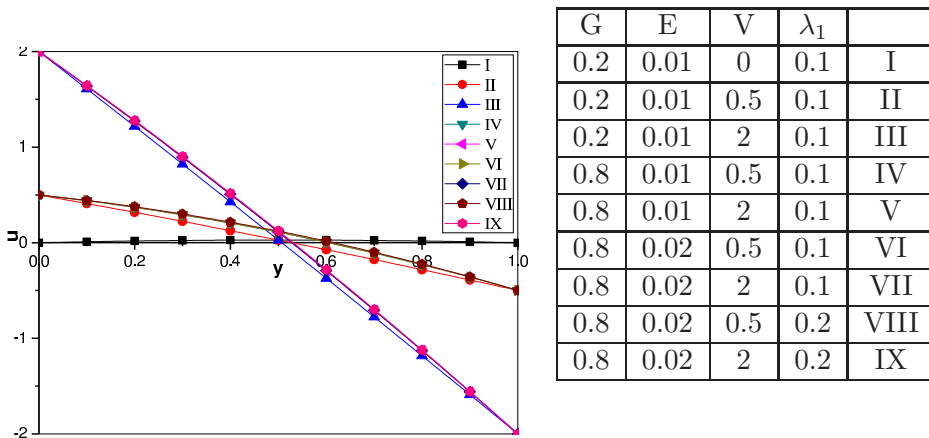 2
1
0
-1
-2
u
0.0
0.2
0.4
0.6
0.8
1.0
y
I
II
III
IV
V
VI
VII
VIII
IX
G E V λ₁
0.2 0.01 0 0.1 I
0.2 0.01 0.5 0.1 II
0.2 0.01 2 0.1 III
0.8 0.01 0.5 0.1 IV
0.8 0.01 2 0.1 V
0.8 0.02 0.5 0.1 VI
0.8 0.02 2 0.1 VII
0.8 0.02 0.5 0.2 VIII
0.8 0.02 2 0.2 IX